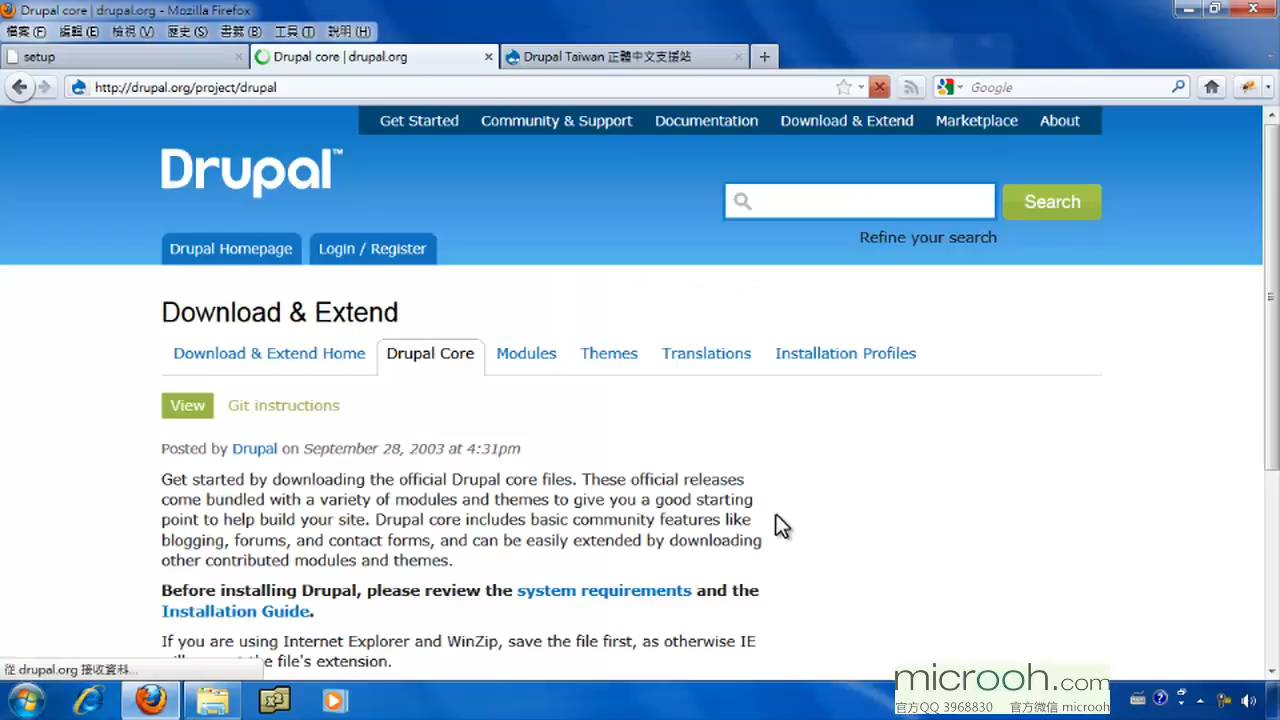 Drupal core | drupal.org - Mozilla Firefox
檔案 (F) 編輯 (E) 檢視 (V) 歷史 (S) 書籤 (B) 工具 (T) 說明 (H)
setup
Drupal core | drupal.org
Drupal Taiwan 正體中文支援站
http://drupal.org/project/drupal
Google
Get Started Community & Support Documentation Download & Extend Marketplace About
Drupal™
Search
Refine your search
Drupal Homepage Login / Register
Download & Extend
Download & Extend Home Drupal Core Modules Themes Translations Installation Profiles
View Git instructions
Posted by Drupal on September 28, 2003 at 4:31pm
Get started by downloading the official Drupal core files. These official releases
come bundled with a variety of modules and themes to give you a good starting
point to help build your site. Drupal core includes basic community features like
blogging, forums, and contact forms, and can be easily extended by downloading
other contributed modules and themes.
Before installing Drupal, please review the system requirements and the
Installation Guide.
If you are using Internet Explorer and WinZip, save the file first, as otherwise IE
the file's extension.
從 drupal.org 接收資料...
microoh.com
官方QQ 3968830 官方微信 microoh